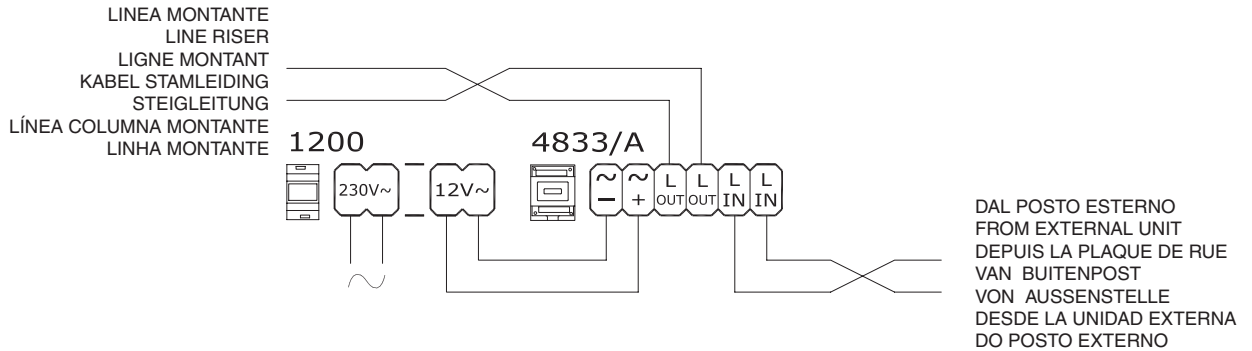 LINEA MONTANTE
LINE RISER
LIGNE MONTANT
KABEL STAMLEIDING
STEIGLEITUNG
LÍNEA COLUMNA MONTANTE
LINHA MONTANTE
1200
4833/A
230V~
12V~
~ −
~ +
L OUT
L OUT
L IN
L IN
DAL POSTO ESTERNO
FROM EXTERNAL UNIT
DEPUIS LA PLAQUE DE RUE
VAN BUITENPOST
VON AUSSENSTELLE
DESDE LA UNIDAD EXTERNA
DO POSTO EXTERNO